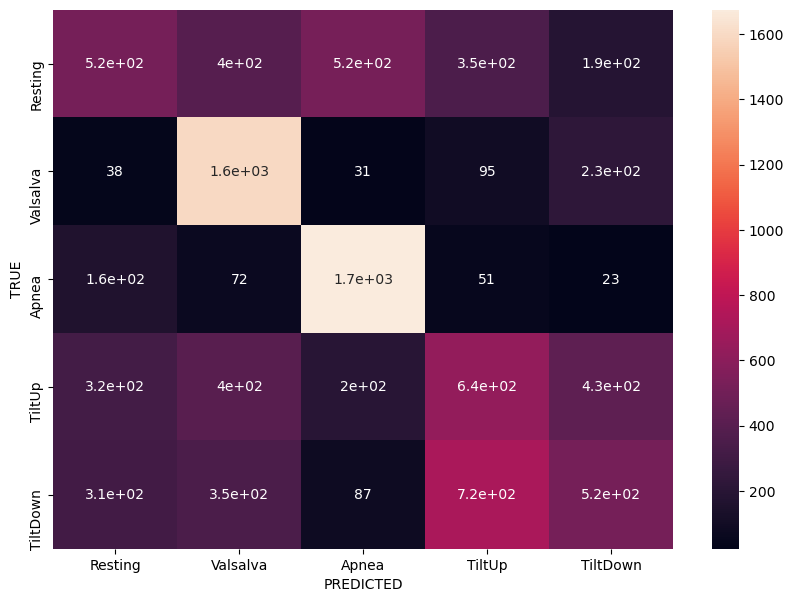 Resting 5.2e+02 4e+02 5.2e+02 3.5e+02 1.9e+02
Valsalva 38 1.6e+03 31 95 2.3e+02
Apnea 1.6e+02 72 1.7e+03 51 23
TiltUp 3.2e+02 4e+02 2e+02 6.4e+02 4.3e+02
TiltDown 3.1e+02 3.5e+02 87 7.2e+02 5.2e+02
TRUE
Resting Valsalva Apnea TiltUp TiltDown
PREDICTED
1600
1400
1200
1000
800
600
400
200